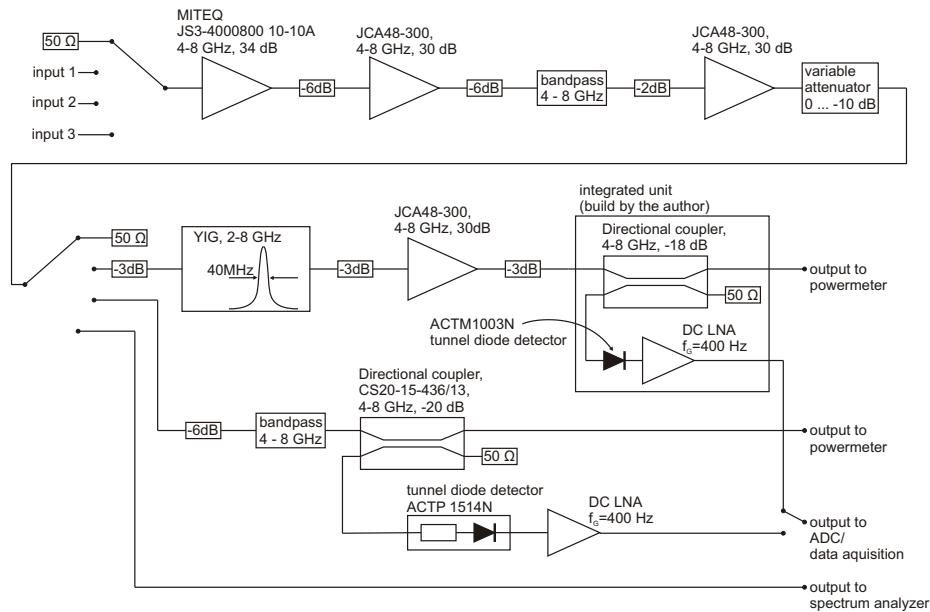 MITEQ
JS3-4000800 10-10A
4-8 GHz, 34 dB
JCA48-300,
4-8 GHz, 30 dB
JCA48-300,
4-8 GHz, 30 dB
50 Ω
input 1
input 2
input 3
-6dB
-6dB
bandpass
4 - 8 GHz
-2dB
variable
attenuator
0 ... -10 dB
integrated unit
(build by the author)
JCA48-300,
4-8 GHz, 30dB
Directional coupler,
4-8 GHz, -18 dB
50 Ω
-3dB
YIG, 2-8 GHz
40MHz
-3dB
-3dB
output to
powermeter
50 Ω
ACTM1003N
tunnel diode detector
DC LNA
fG=400 Hz
Directional coupler,
CS20-15-436/13,
4-8 GHz, -20 dB
-6dB
bandpass
4 - 8 GHz
output to
powermeter
50 Ω
tunnel diode detector
ACTP 1514N
DC LNA
fG=400 Hz
output to
ADC/
data aquisition
output to
spectrum analyzer